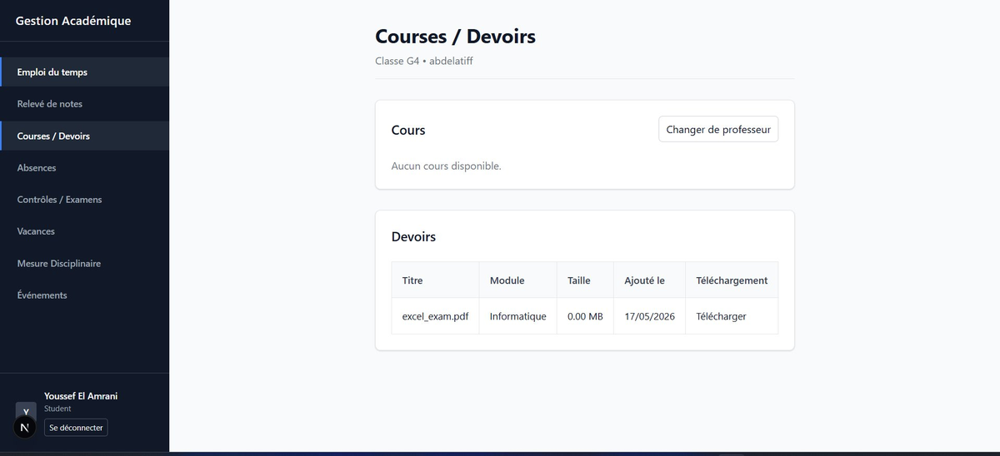 Gestion Académique
Emploi du temps
Relevé de notes
Courses / Devoirs
Absences
Contrôles / Examens
Vacances
Mesure Disciplinaire
Événements
Youssef El Amrani
Student
Y
N
Se déconnecter
Courses / Devoirs
Classe G4 • abdelatiff
Cours
Changer de professeur
Aucun cours disponible.
Devoirs
Titre Module Taille Ajouté le Téléchargement
excel_exam.pdf Informatique 0.00 MB 17/05/2026 Télécharger